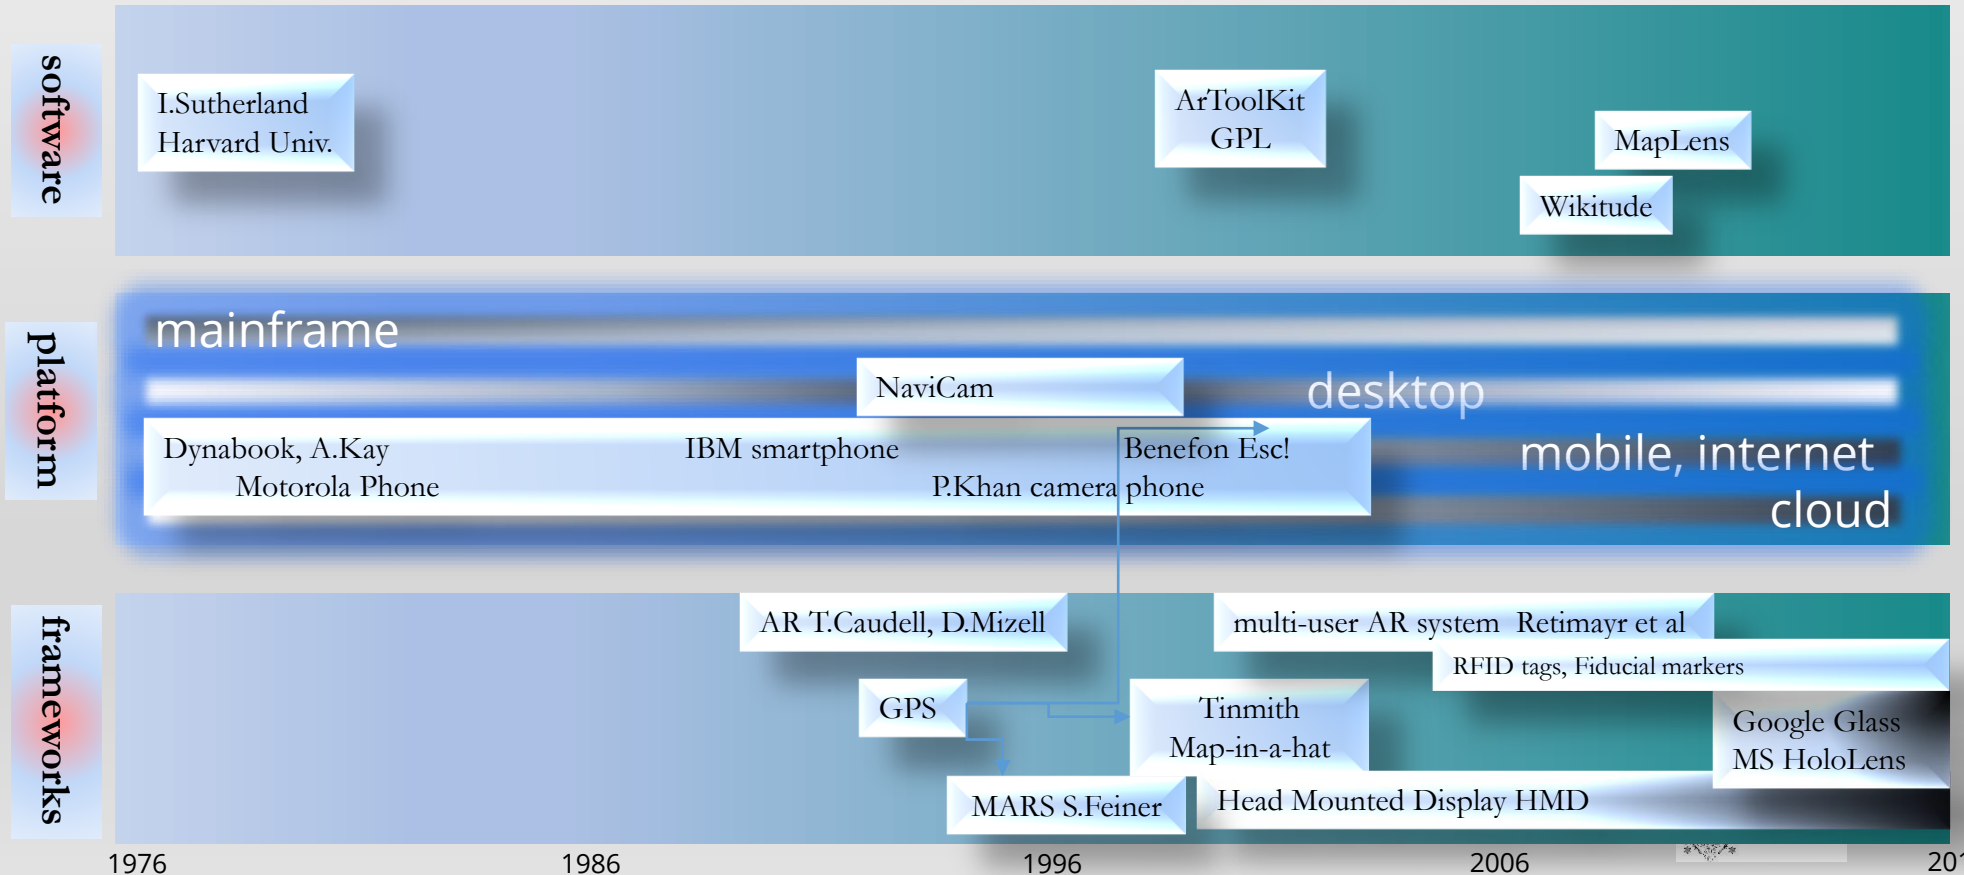 software
I.Sutherland
Harvard Univ.
ArToolKit
GPL
MapLens
Wikitude
platform
mainframe
NaviCam
desktop
Dynabook, A.Kay
IBM smartphone
Benefon Esc!
mobile, internet
Motorola Phone
P.Khan camera phone
cloud
frameworks
AR T.Caudell, D.Mizell
multi-user AR system Retimayr et al
RFID tags, Fiducial markers
GPS
Tinmith
Map-in-a-hat
Google Glass
MS HoloLens
MARS S.Feiner
Head Mounted Display HMD
1976
1986
1996
2006